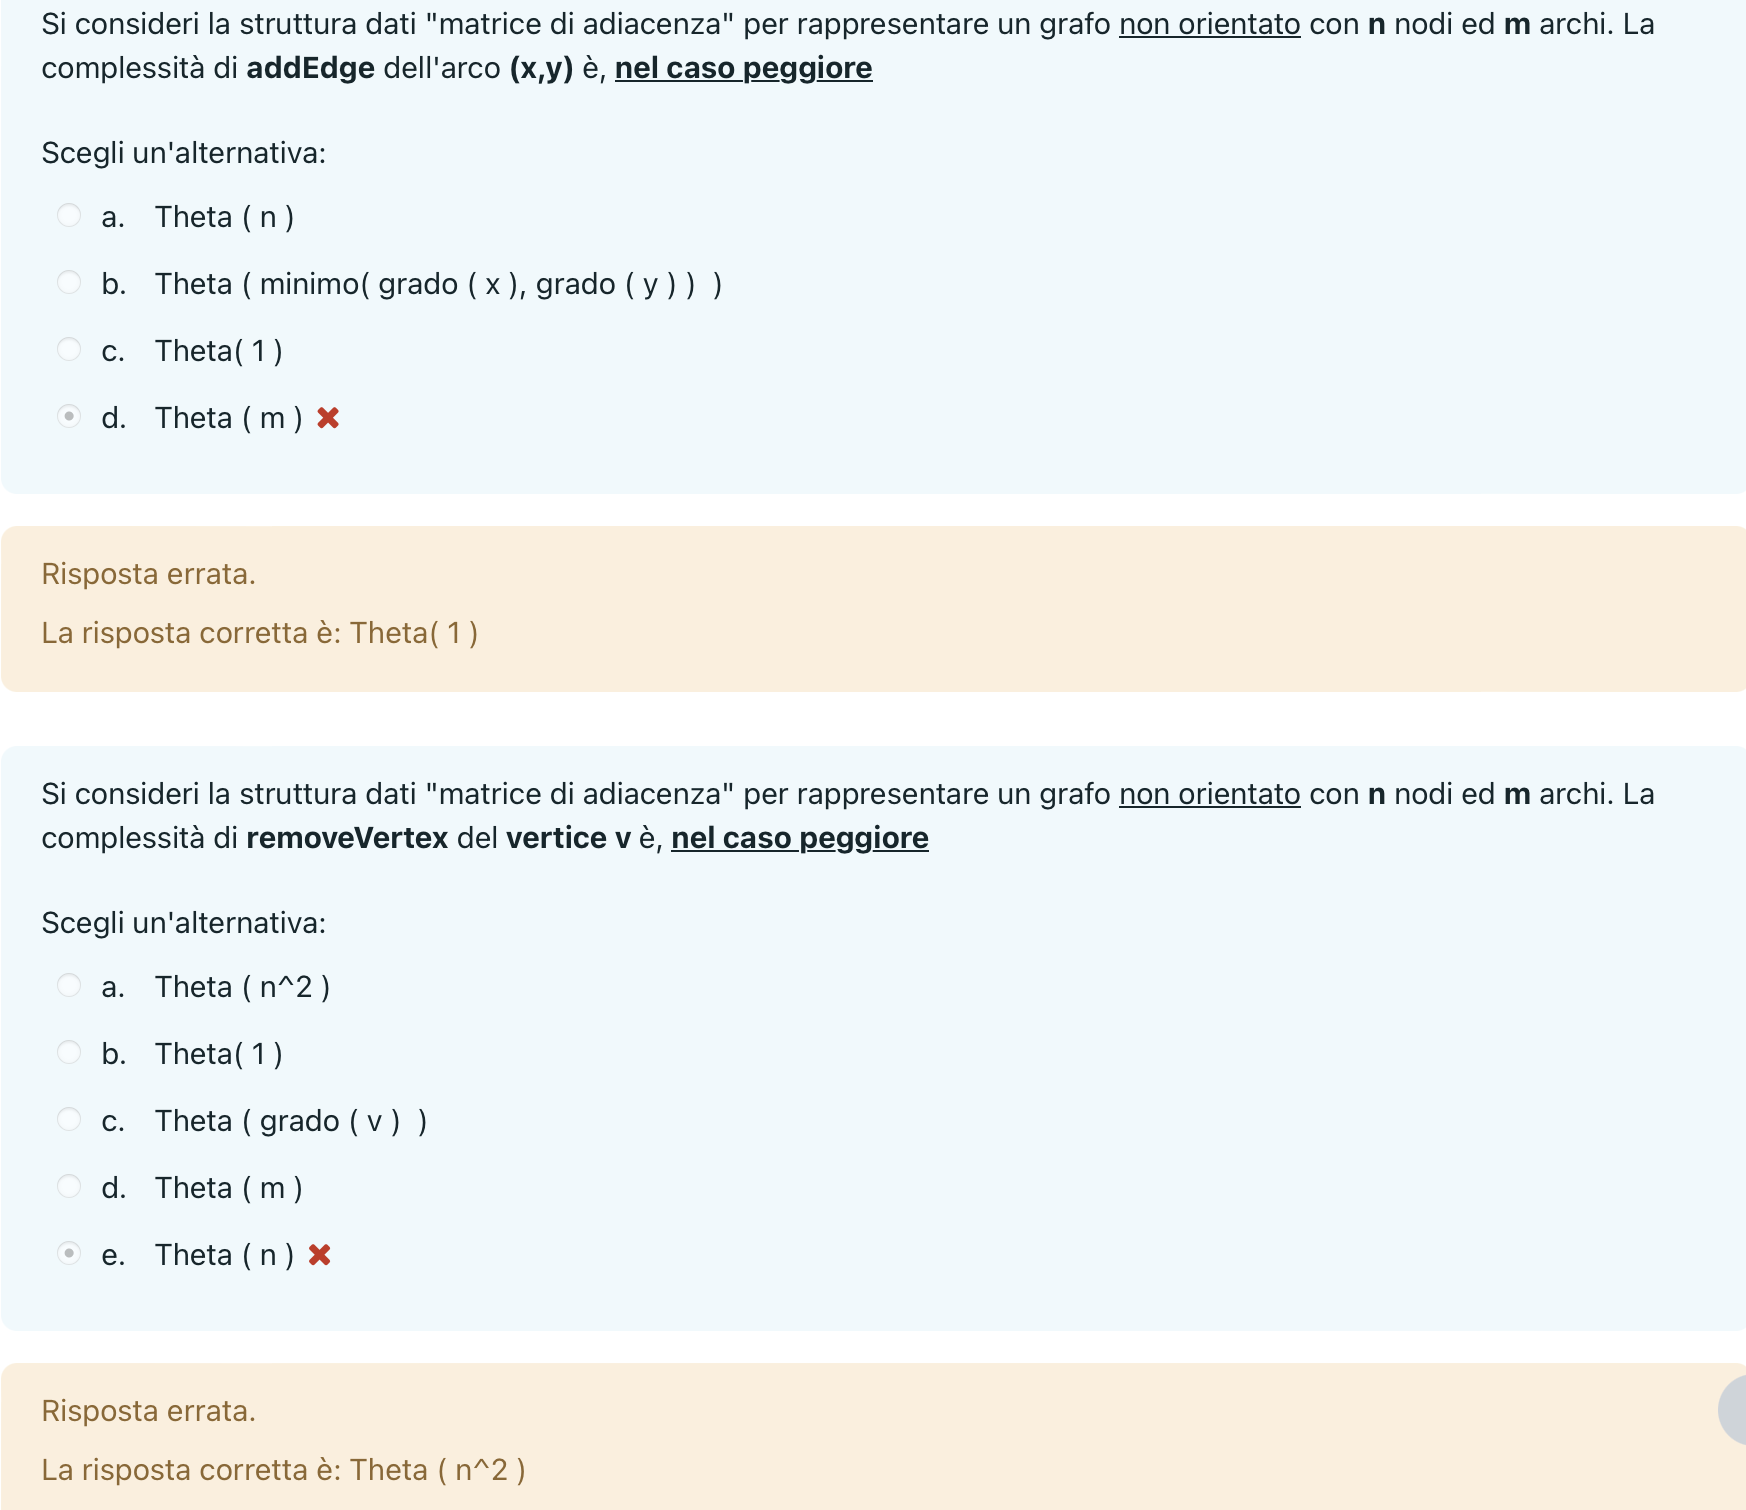 Si consideri la struttura dati "matrice di adiacenza" per rappresentare un grafo non orientato con n nodi ed m archi. La
complessità di addEdge dell'arco (x,y) è, nel caso peggiore
Scegli un'alternativa:
a. Theta ( n )
b. Theta ( minimo( grado ( x ), grado ( y ) ) )
c. Theta( 1 )
d. Theta ( m )
Risposta errata.
La risposta corretta è: Theta( 1 )
Si consideri la struttura dati "matrice di adiacenza" per rappresentare un grafo non orientato con n nodi ed m archi. La
complessità di removeVertex del vertice v è, nel caso peggiore
Scegli un'alternativa:
a. Theta ( n^2 )
b. Theta( 1 )
c. Theta ( grado ( v ) )
d. Theta ( m )
e. Theta ( n )
Risposta errata.
La risposta corretta è: Theta ( n^2 )